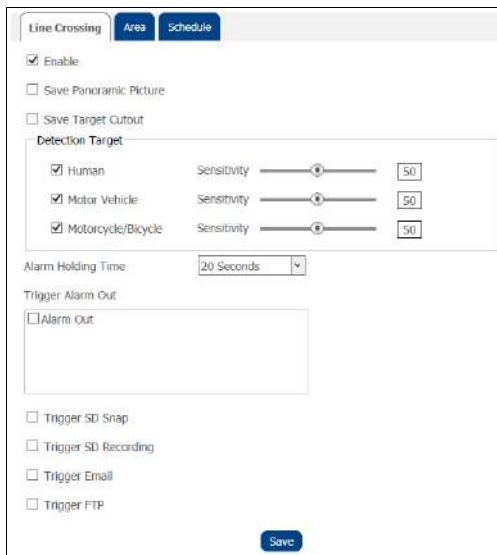 Line Crossing Area Schedule
Enable
Save Panoramic Picture
Save Target Cutout
Detection Target
Human Sensitivity 50
Motor Vehicle Sensitivity 50
Motorcycle/Bicycle Sensitivity 50
Alarm Holding Time 20 Seconds
Trigger Alarm Out
Alarm Out
Trigger SD Snap
Trigger SD Recording
Trigger Email
Trigger FTP
Save